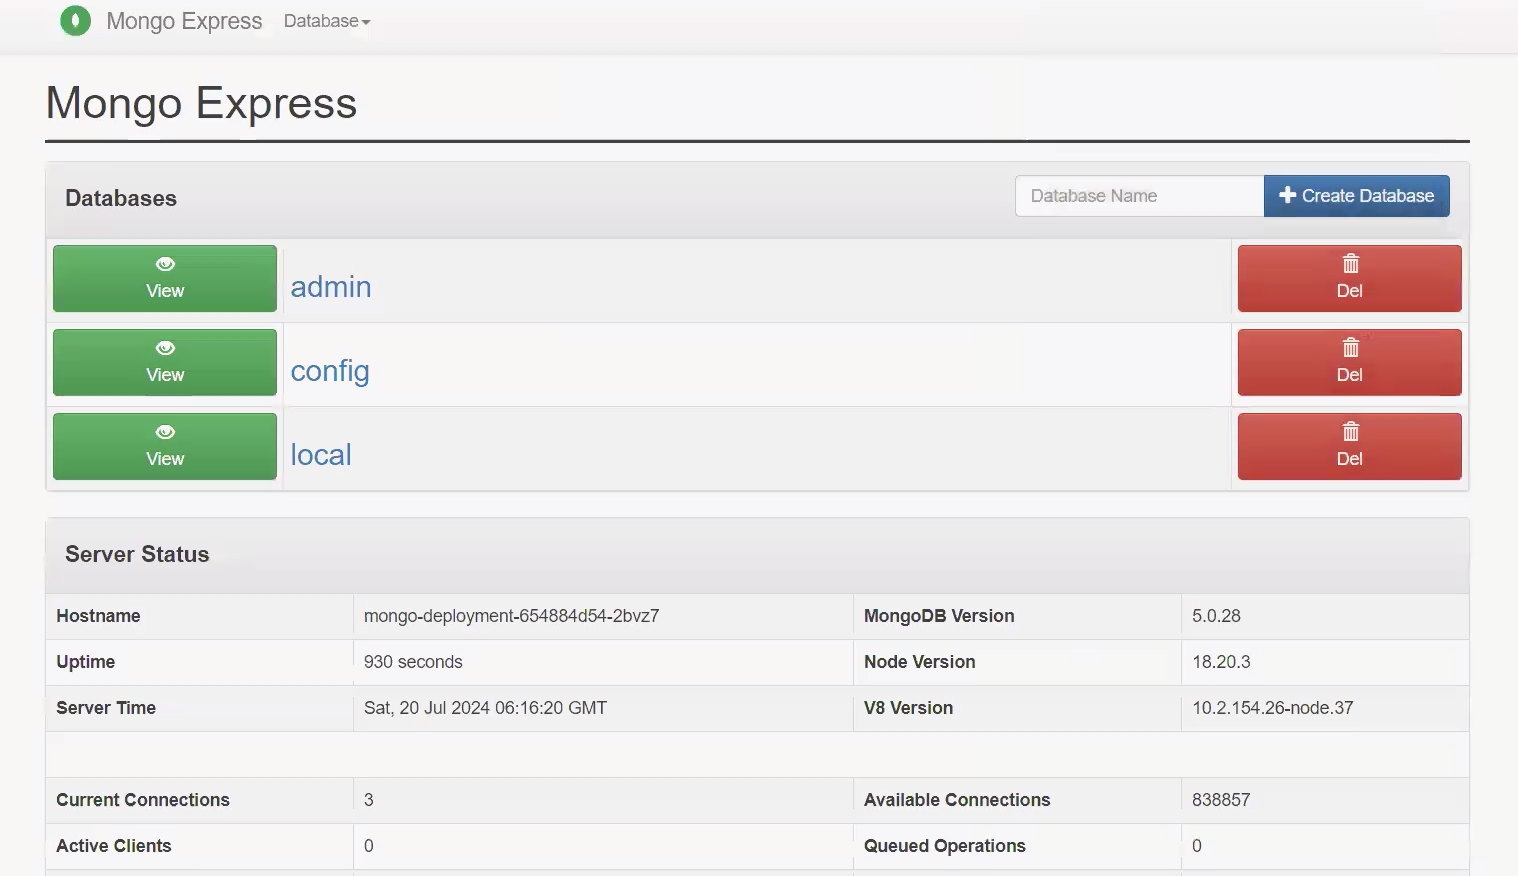 Mongo Express Database
Mongo Express
Databases
Database Name
Create Database
View
admin
Del
View
config
Del
View
local
Del
Server Status
Hostname mongo-deployment-654884d54-2bvz7 MongoDB Version 5.0.28
Uptime 930 seconds Node Version 18.20.3
Server Time Sat, 20 Jul 2024 06:16:20 GMT V8 Version 10.2.154.26-node.37
Current Connections 3 Available Connections 838857
Active Clients 0 Queued Operations 0